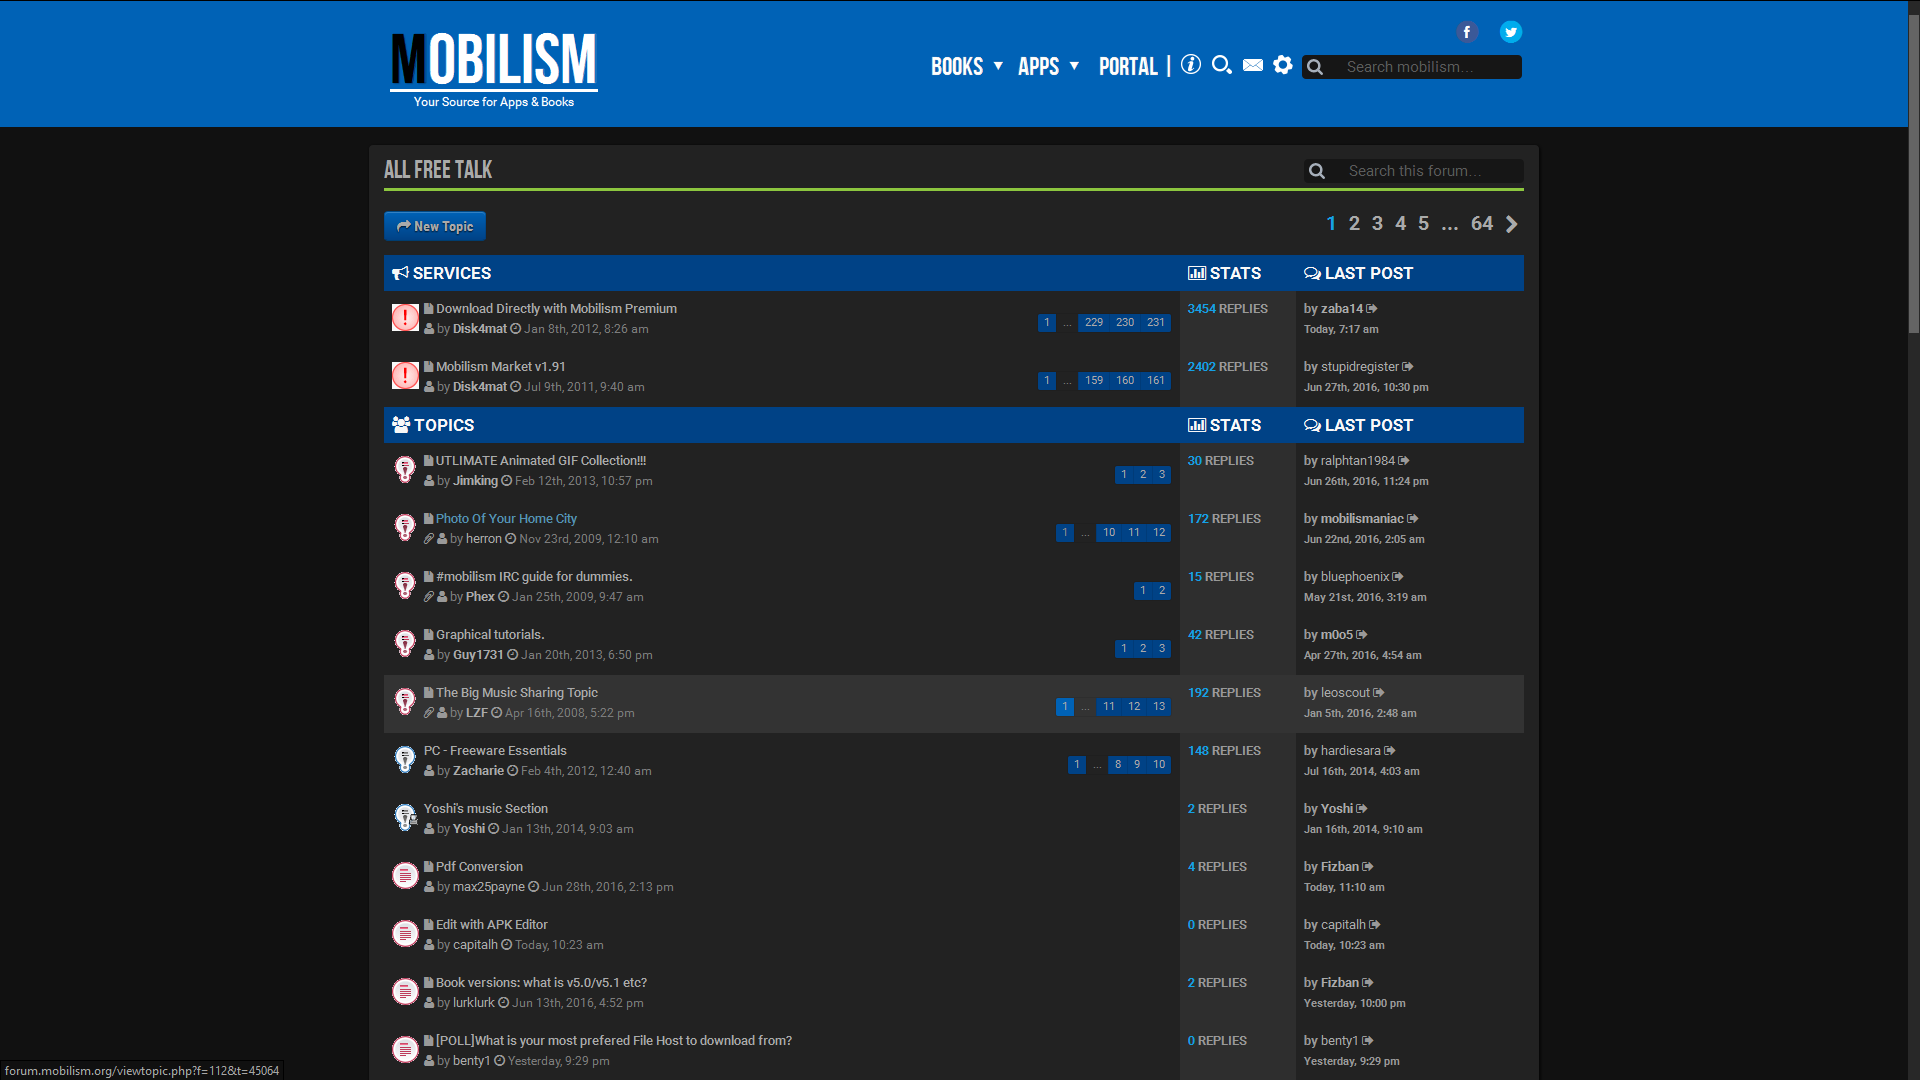 MOBILISM
Your Source for Apps & Books
BOOKS APPS PORTAL | Search mobilism...
ALL FREE TALK
Search this forum...
New Topic
1 2 3 4 5 ... 64
SERVICES STATS LAST POST
Download Directly with Mobilism Premium 3454 REPLIES by zaba14
by Disk4mat Jan 8th, 2012, 8:26 am 1 ... 229 230 231 Today, 7:17 am
Mobilism Market v1.91 2402 REPLIES by stupidregister
by Disk4mat Jul 9th, 2011, 9:40 am 1 ... 159 160 161 Jun 27th, 2016, 10:30 pm
TOPICS STATS LAST POST
UTLIMATE Animated GIF Collection!!! 30 REPLIES by ralphtan1984
by Jimking Feb 12th, 2013, 10:57 pm 1 2 3 Jun 26th, 2016, 11:24 pm
Photo Of Your Home City 172 REPLIES by mobilismaniac
by herron Nov 23rd, 2009, 12:10 am 1 ... 10 11 12 Jun 22nd, 2016, 2:05 am
#mobilism IRC guide for dummies. 15 REPLIES by bluephoenix
by Phex Jan 25th, 2009, 9:47 am 1 2 May 21st, 2016, 3:19 am
Graphical tutorials. 42 REPLIES by m0o5
by Guy1731 Jan 20th, 2013, 6:50 pm 1 2 3 Apr 27th, 2016, 4:54 am
The Big Music Sharing Topic 192 REPLIES by leoscout
by LZF Apr 16th, 2008, 5:22 pm 1 ... 11 12 13 Jan 5th, 2016, 2:48 am
PC - Freeware Essentials 148 REPLIES by hardiesara
by Zacharie Feb 4th, 2012, 12:40 am 1 ... 8 9 10 Jul 16th, 2014, 4:03 am
Yoshi's music Section 2 REPLIES by Yoshi
by Yoshi Jan 13th, 2014, 9:03 am Jan 16th, 2014, 9:10 am
Pdf Conversion 4 REPLIES by Fizban
by max25payne Jun 28th, 2016, 2:13 pm Today, 11:10 am
Edit with APK Editor 0 REPLIES by capitalh
by capitalh Today, 10:23 am Today, 10:23 am
Book versions: what is v5.0/v5.1 etc? 2 REPLIES by Fizban
by lurklurk Jun 13th, 2016, 4:52 pm Yesterday, 10:00 pm
[POLL]What is your most prefered File Host to download from? 0 REPLIES by benty1
by benty1 Yesterday, 9:29 pm Yesterday, 9:29 pm
forum.mobilism.org/viewtopic.php?f=112&t=45064